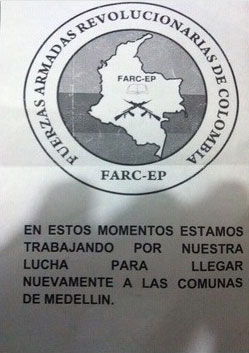 FUERZAS ARMADAS REVOLUCIONARIAS DE COLOMBIA
FARC-EP
FARC-EP
EN ESTOS MOMENTOS ESTAMOS
TRABAJANDO POR NUESTRA
LUCHA PARA LLEGAR
NUEVAMENTE A LAS COMUNAS
DE MEDELLIN.